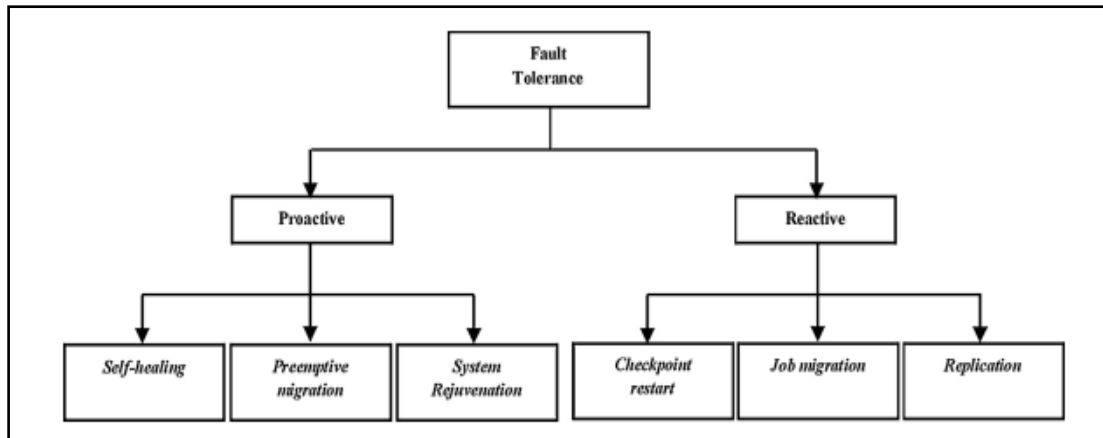 Fault
Tolerance
Proactive
Reactive
Self-healing
Preemptive
migration
System
Rejuvenation
Checkpoint
restart
Job migration
Replication